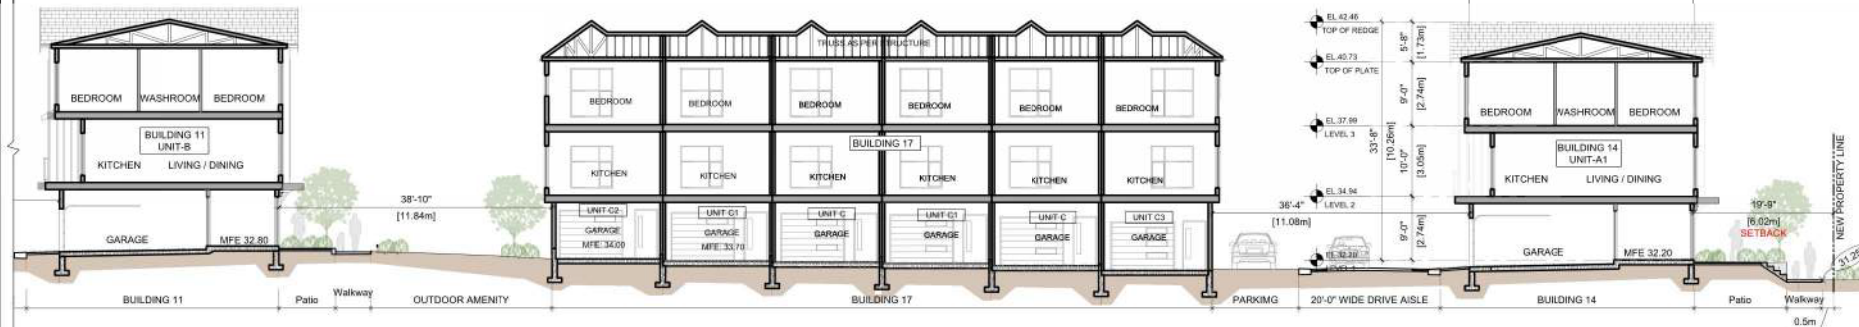 BEDROOM WASHROOM BEDROOM
BUILDING 11
UNIT-B
KITCHEN LIVING / DINING
GARAGE MFE 32.80
38'-10"
[11.84m]
TRUSS AS PER STRUCTURE
BEDROOM BEDROOM BEDROOM BEDROOM BEDROOM BEDROOM
BUILDING 17
KITCHEN KITCHEN KITCHEN KITCHEN KITCHEN KITCHEN
UNIT C2 UNIT C1 UNIT C UNIT C1 UNIT C UNIT C3
GARAGE GARAGE GARAGE GARAGE GARAGE GARAGE
MFE: 34.00 MFE: 33.70
36'-4"
[11.08m]
EL.42.46
TOP OF REDGE
EL.40.73
TOP OF PLATE
EL.37.99
LEVEL 3
EL.34.94
LEVEL 2
5'-8"
[1.73m]
9'-0"
[2.74m]
10'-0"
[3.05m]
9'-0"
[2.74m]
33'-8"
[10.26m]
BEDROOM WASHROOM BEDROOM
BUILDING 14
UNIT-A1
KITCHEN LIVING / DINING
GARAGE MFE 32.20
19'-9"
[6.02m]
SETBACK
NEW PROPERTY LINE
BUILDING 11 Patio Walkway OUTDOOR AMENITY BUILDING 17 PARKIMG 20'-0" WIDE DRIVE AISLE BUILDING 14 Patio Walkway
0.5m